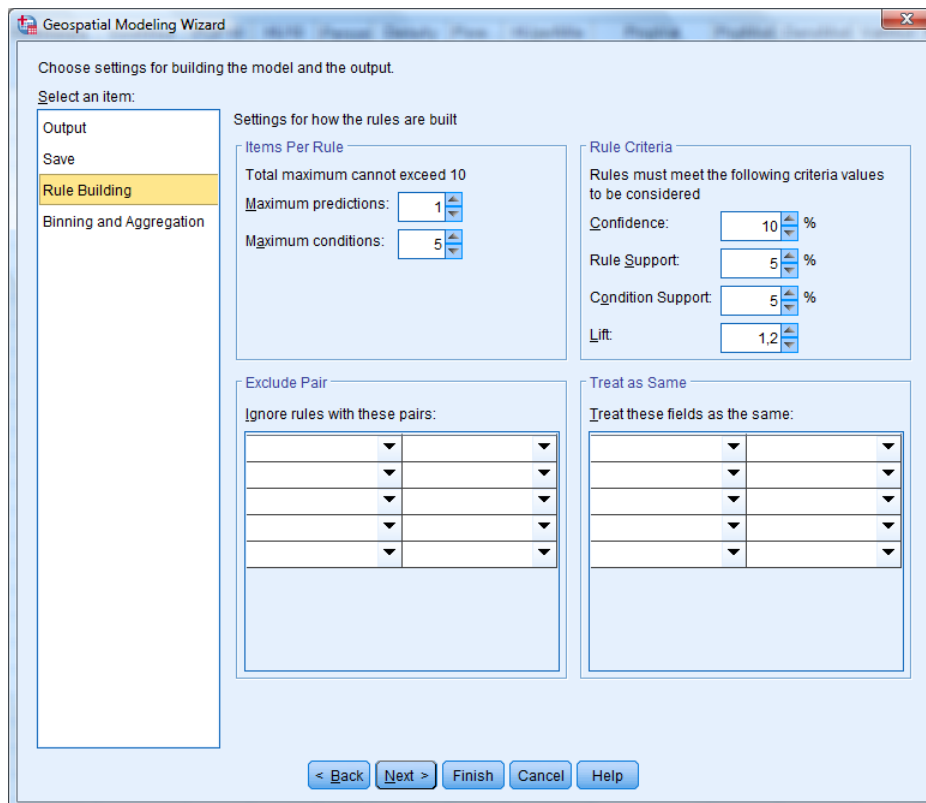 Geospatial Modeling Wizard
X
Choose settings for building the model and the output.
Select an item:
Output
Save
Rule Building
Binning and Aggregation
Settings for how the rules are built
Items Per Rule
Total maximum cannot exceed 10
Maximum predictions: 1
Maximum conditions: 5
Rule Criteria
Rules must meet the following criteria values
to be considered
Confidence: 10 %
Rule Support: 5 %
Condition Support: 5 %
Lift: 1,2
Exclude Pair
Ignore rules with these pairs:
Treat as Same
Treat these fields as the same:
< Back Next > Finish Cancel Help